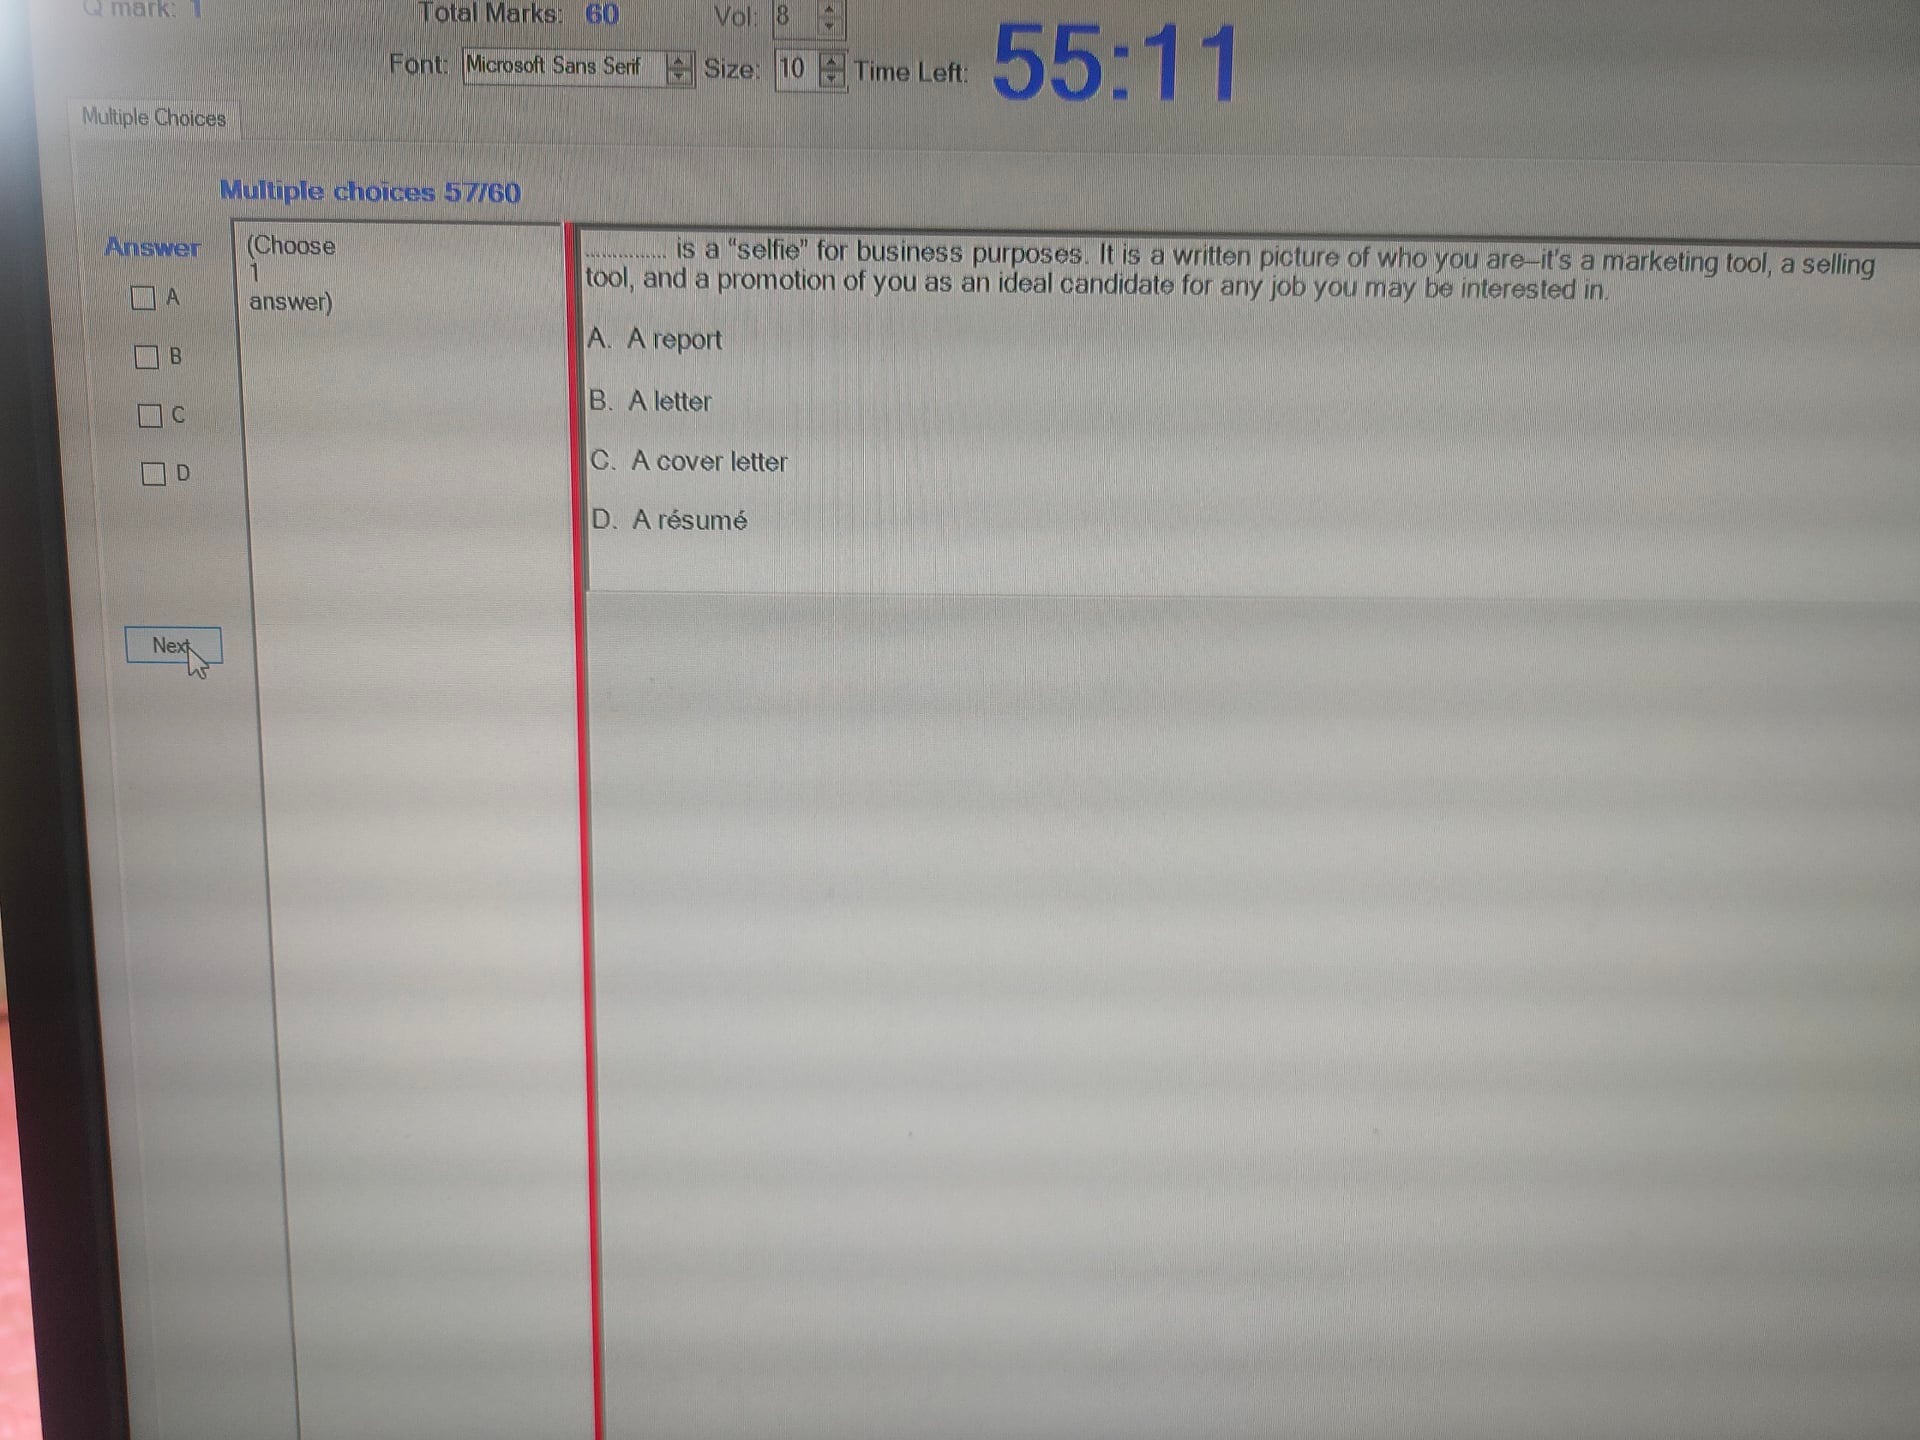 Q mark: 1
Total Marks: 60 Vol: 8
Font: Microsoft Sans Serif Size: 10 Time Left: 55:11
Multiple Choices
Multiple choices 57/60
Answer
A
B
C
D
Next
(Choose
1
answer)
............... is a “selfie” for business purposes. It is a written picture of who you are–it's a marketing tool, a selling
tool, and a promotion of you as an ideal candidate for any job you may be interested in.
A. A report
B. A letter
C. A cover letter
D. A résumé